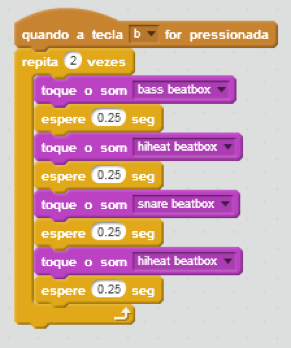 quando a tecla b for pressionada
repita 2 vezes
toque o som bass beatbox
espere 0.25 seg
toque o som hiheat beatbox
espere 0.25 seg
toque o som snare beatbox
espere 0.25 seg
toque o som hiheat beatbox
espere 0.25 seg